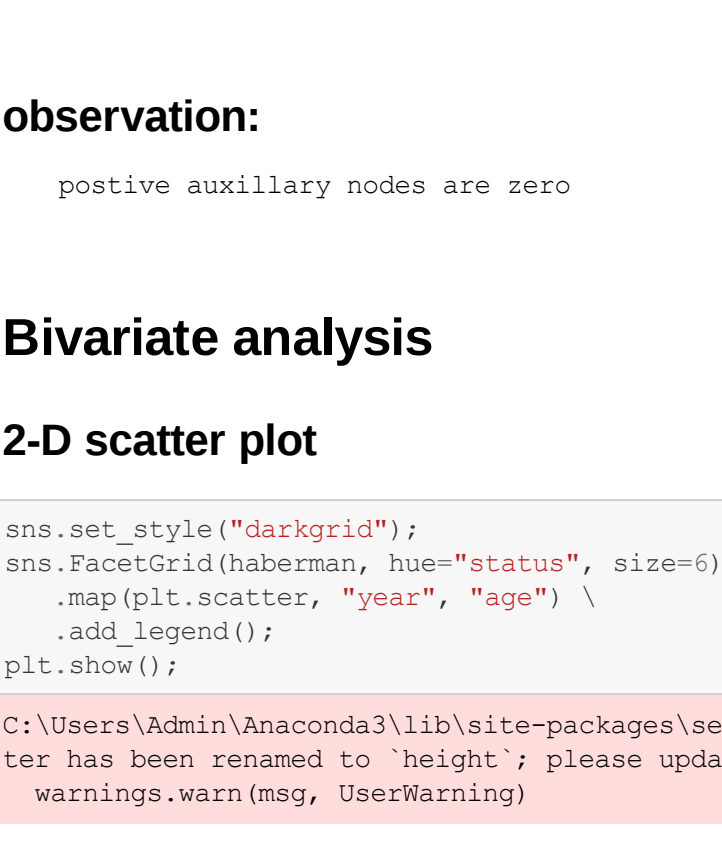 observation:
postive auxillary nodes are zero
Bivariate analysis
2-D scatter plot
sns.set_style("darkgrid");
sns.FacetGrid(haberman, hue="status", size=6)
.map(plt.scatter, "year", "age") \
.add_legend();
plt.show();
C:\Users\Admin\Anaconda3\lib\site-packages\se
ter has been renamed to `height`; please upda
warnings.warn(msg, UserWarning)